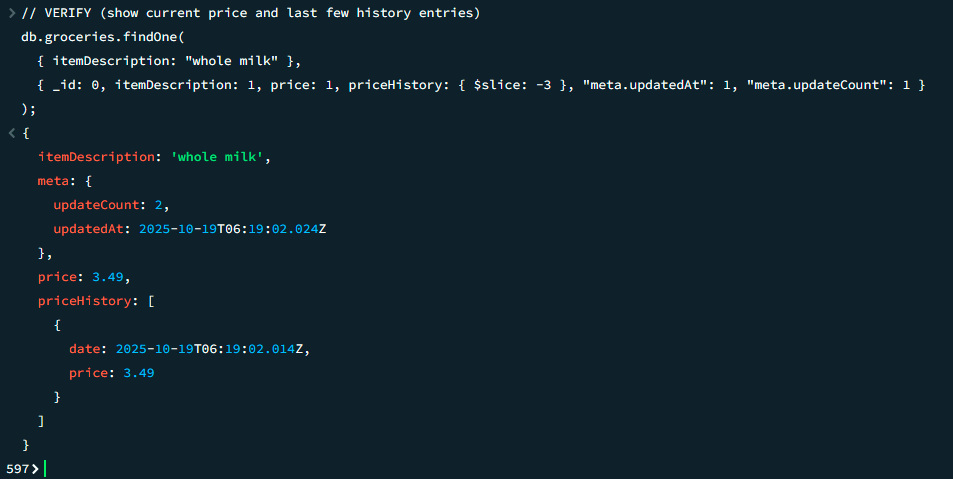 > // VERIFY (show current price and last few history entries)
db.groceries.findOne(
  { itemDescription: "whole milk" },
  { _id: 0, itemDescription: 1, price: 1, priceHistory: { $slice: -3 }, "meta.updatedAt": 1, "meta.updateCount": 1 }
);
< {
  itemDescription: 'whole milk',
  meta: {
    updateCount: 2,
    updatedAt: 2025-10-19T06:19:02.024Z
  },
  price: 3.49,
  priceHistory: [
    {
      date: 2025-10-19T06:19:02.014Z,
      price: 3.49
    }
  ]
}
597>